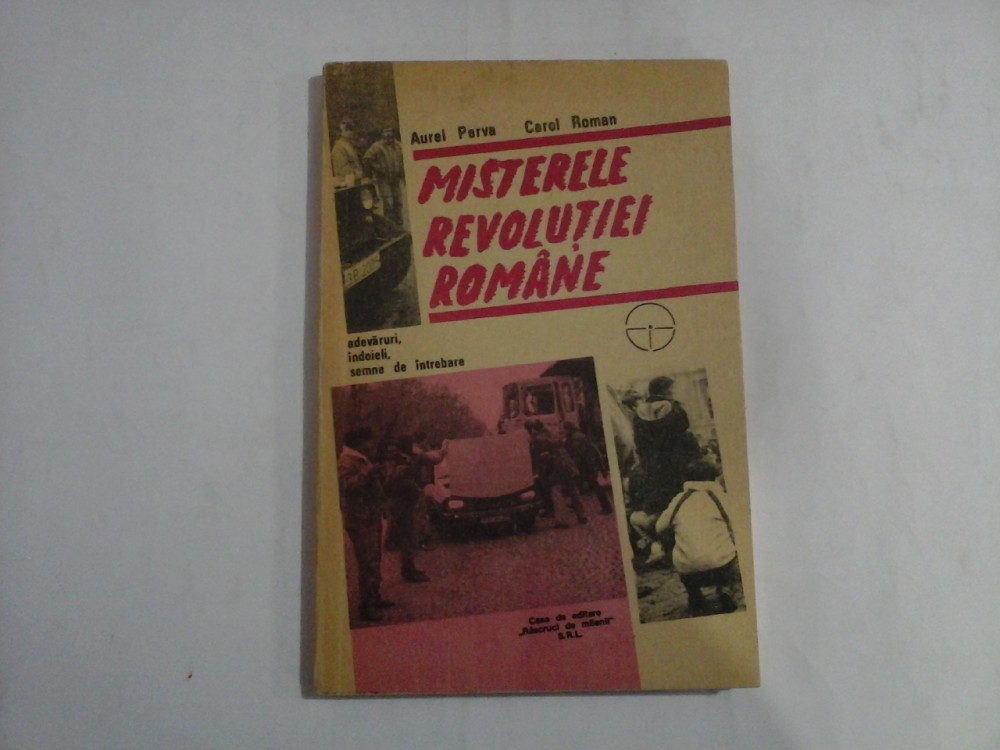 Aurel Perva Carol Roman
MISTERELE
REVOLUȚIEI
ROMÂNE
adevăruri,
îndoieli,
semne de întrebare
Casa de editare
„Răscruci de milenii”
S.R.L.